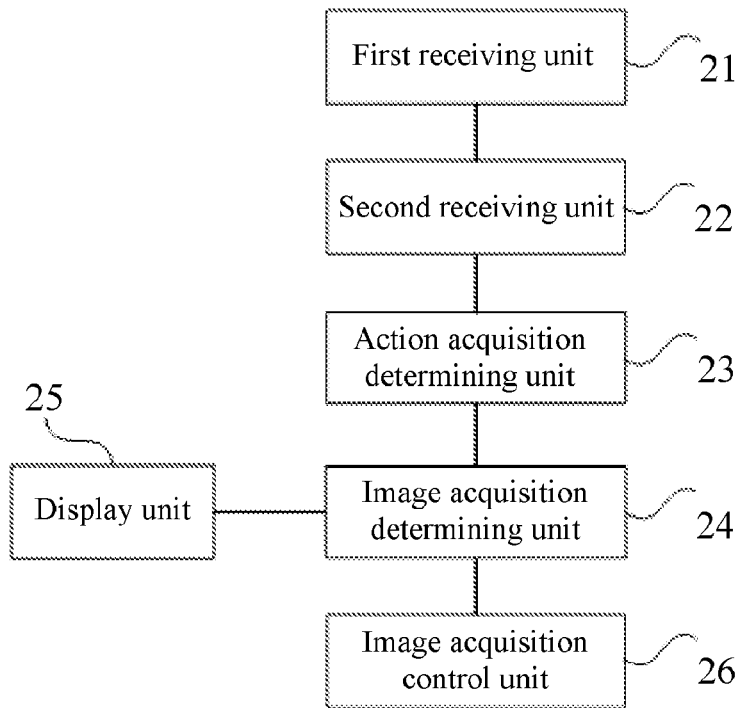 First receiving unit
21
Second receiving unit
22
Action acquisition
determining unit
23
25
Display unit
Image acquisition
determining unit
24
Image acquisition
control unit
26